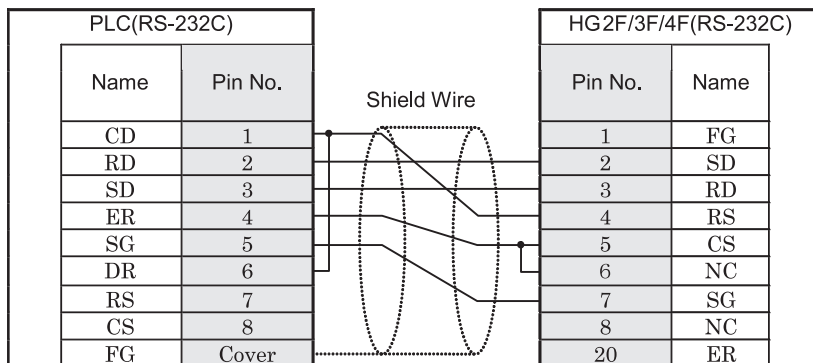 PLC(RS-232C) HG2F/3F/4F(RS-232C)
Name Pin No. Shield Wire Pin No. Name
CD 1 1 FG
RD 2 2 SD
SD 3 3 RD
ER 4 4 RS
SG 5 5 CS
DR 6 6 NC
RS 7 7 SG
CS 8 8 NC
FG Cover 20 ER